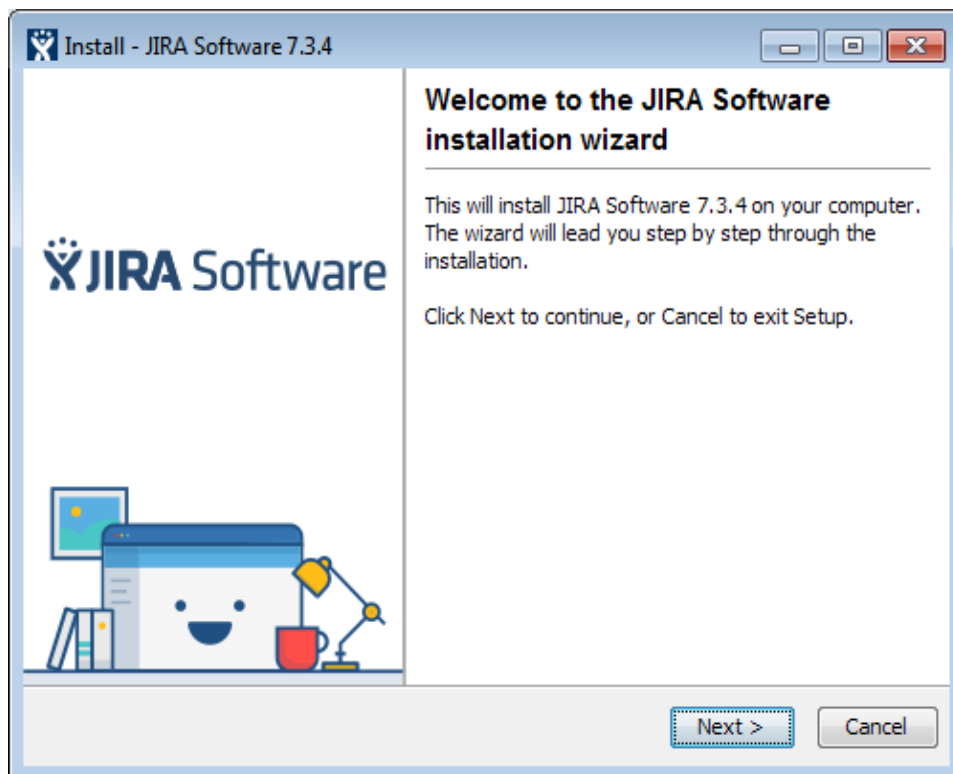 Install - JIRA Software 7.3.4
Welcome to the JIRA Software
installation wizard
This will install JIRA Software 7.3.4 on your computer.
The wizard will lead you step by step through the
installation.
Click Next to continue, or Cancel to exit Setup.
JIRA Software
Next >
Cancel